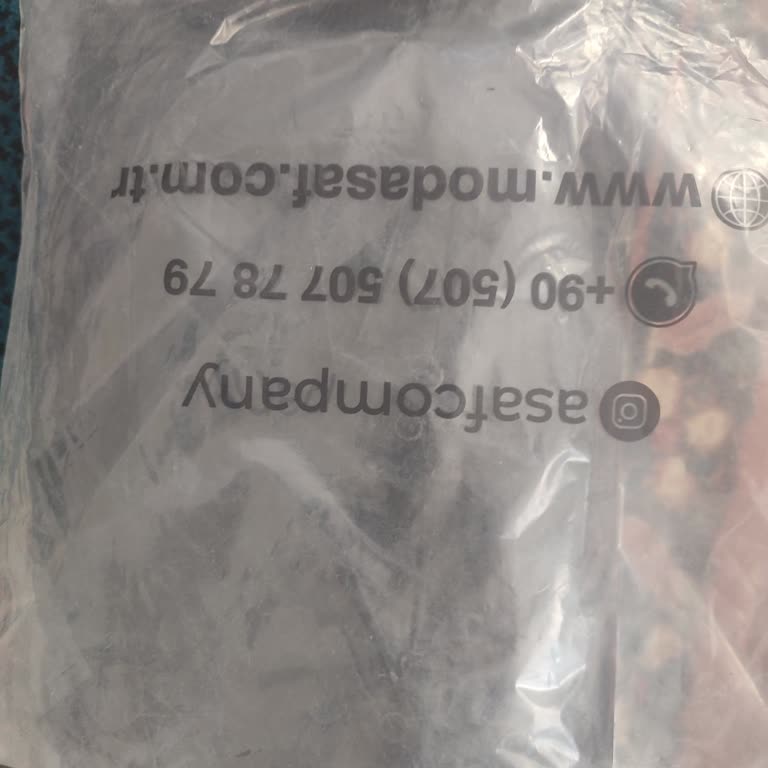 asafcompany
+90 (507) 507 78 79
www.modasaf.com.tr